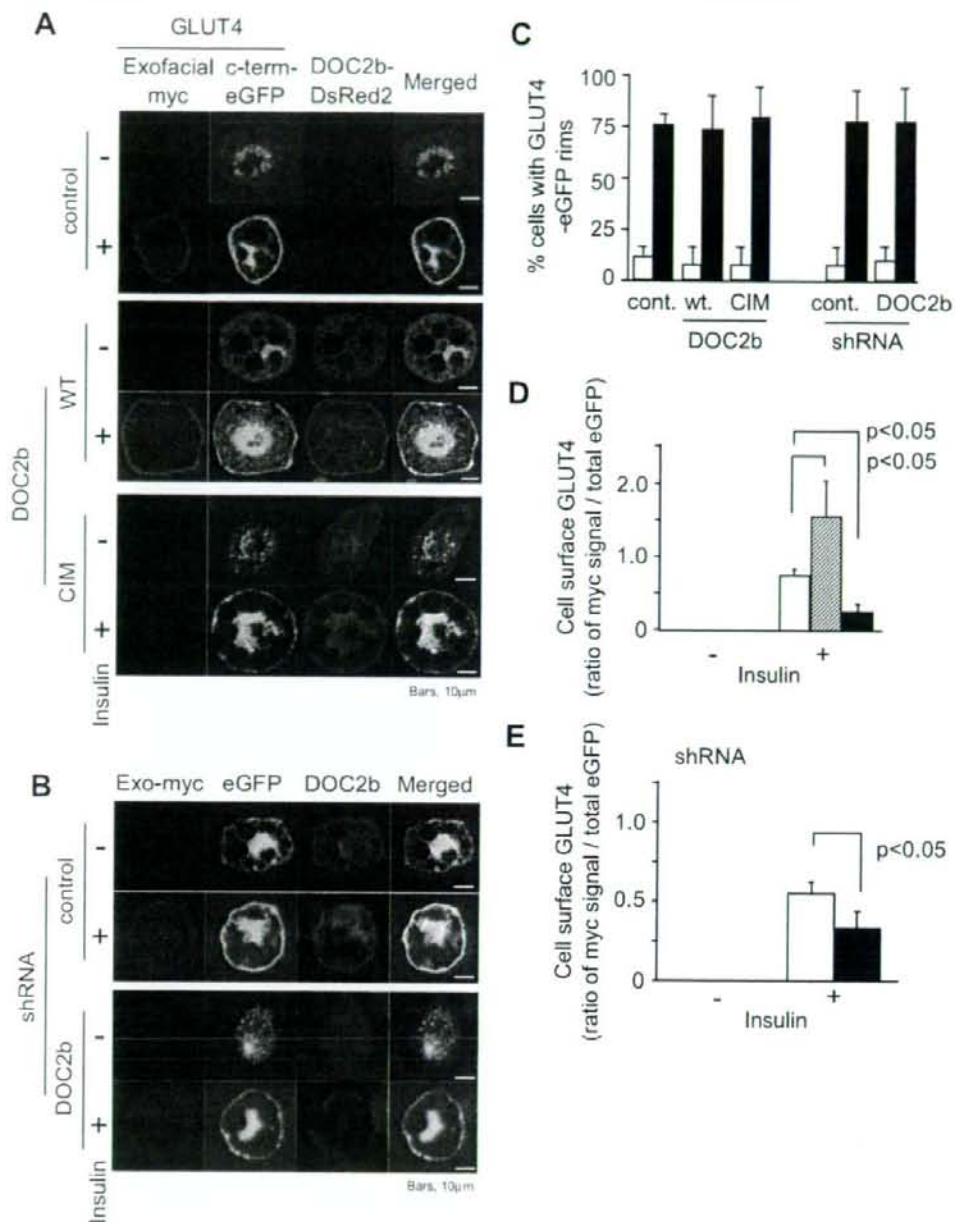 A
GLUT4
Exofacial myc
c-term-eGFP
DOC2b-DsRed2
Merged
control
-
+
DOC2b
WT
-
+
CIM
-
+
Insulin
Bars, 10µm
B
Exo-myc eGFP DOC2b Merged
shRNA
control
-
+
DOC2b
-
+
Insulin
Bars, 10µm
C
% cells with GLUT4
-eGFP rims
100
75
50
25
0
cont. wt. CIM cont. DOC2b
DOC2b shRNA
D
Cell surface GLUT4
(ratio of myc signal / total eGFP)
p<0.05
p<0.05
2.0
1.0
0
- +
Insulin
E
shRNA
Cell surface GLUT4
(ratio of myc signal / total eGFP)
p<0.05
1.0
0.5
0
- +
Insulin